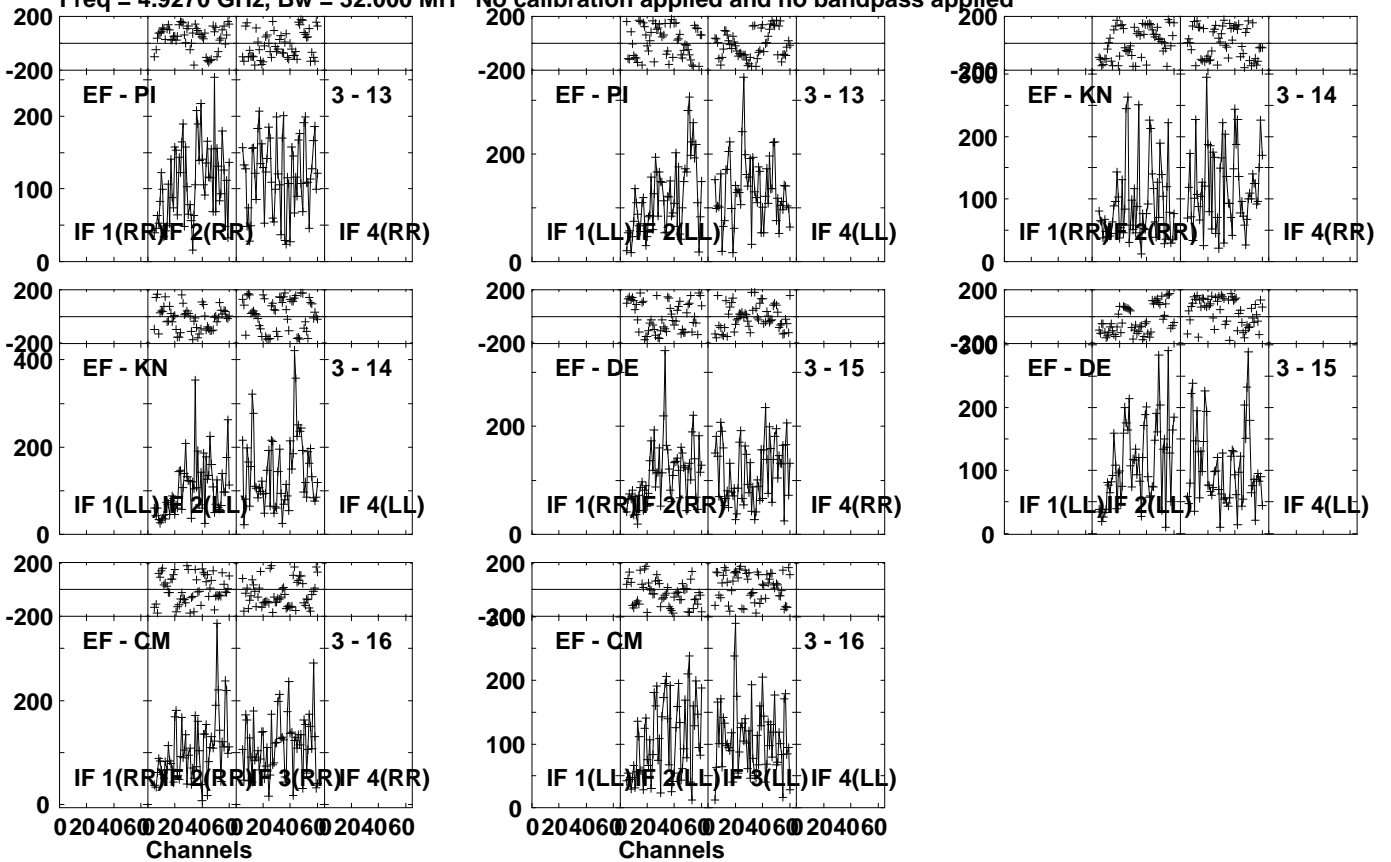 Freq = 4.9270 GHz, Bw = 32.000 MH No calibration applied and no bandpass applied
200
-200
EF - PI
3 - 13
200
100
0
IF 1(RR)
IF 2(RR)
IF 4(RR)
200
-200
EF - PI
3 - 13
200
0
IF 1(LL)
IF 2(LL)
IF 4(LL)
200
-200
300
EF - KN
3 - 14
200
100
0
IF 1(RR)
IF 2(RR)
IF 4(RR)
200
-200
400
EF - KN
3 - 14
200
0
IF 1(LL)
IF 2(LL)
IF 4(LL)
200
-200
EF - DE
3 - 15
200
0
IF 1(RR)
IF 2(RR)
IF 4(RR)
200
-200
300
EF - DE
3 - 15
200
100
0
IF 1(LL)
IF 2(LL)
IF 4(LL)
200
-200
EF - CM
3 - 16
200
0
IF 1(RR)
IF 2(RR)
IF 3(RR)
IF 4(RR)
0 20 40 60 0 20 40 60 0 20 40 60 0 20 40 60
Channels
200
-200
300
EF - CM
3 - 16
200
100
0
IF 1(LL)
IF 2(LL)
IF 3(LL)
IF 4(LL)
0 20 40 60 0 20 40 60 0 20 40 60 0 20 40 60
Channels